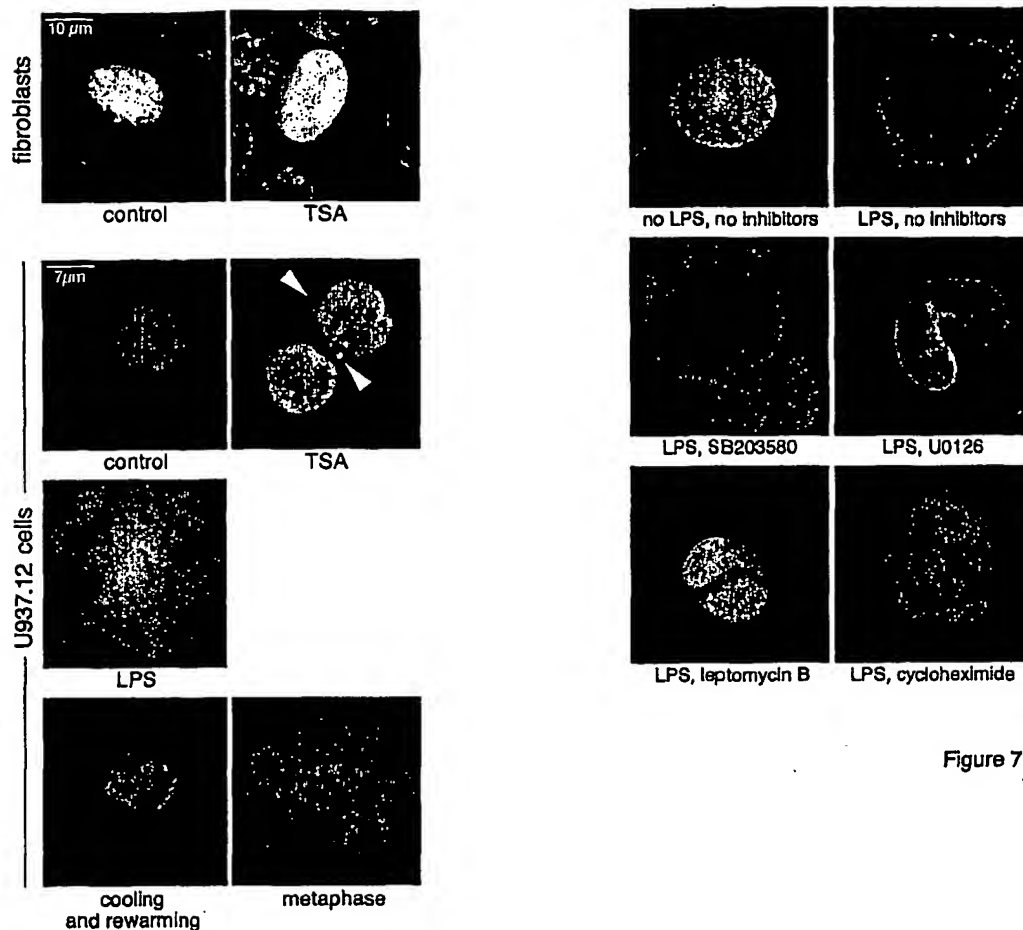 10 µm
fibroblasts
control
TSA
7µm
control
TSA
U937.12 cells
LPS
cooling
and rewarming
metaphase
no LPS, no inhibitors
LPS, no inhibitors
LPS, SB203580
LPS, U0126
LPS, leptomycin B
LPS, cycloheximide
Figure 7